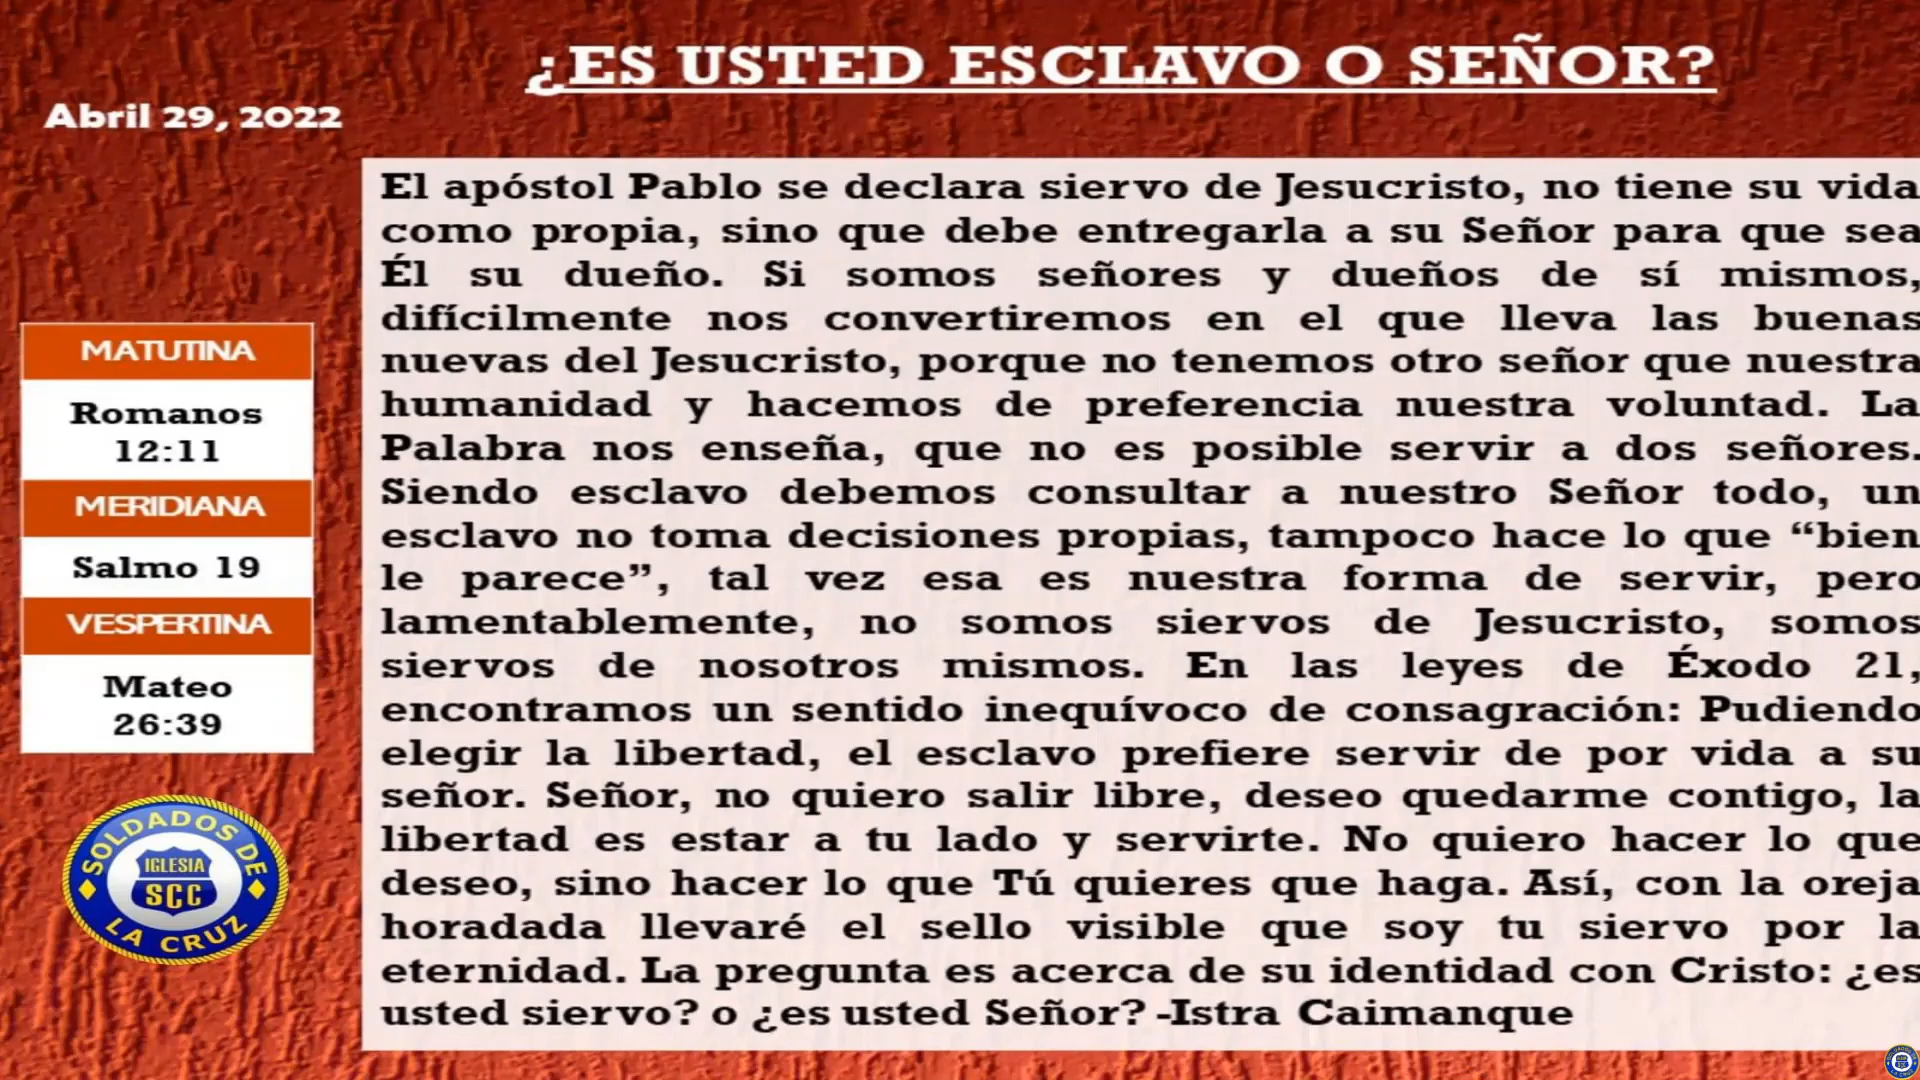 ¿ES USTED ESCLAVO O SEÑOR?
Abril 29, 2022
MATUTINA
Romanos
12:11
MERIDIANA
Salmo 19
VESPERTINA
Mateo
26:39
SOLDADOS DE
IGLESIA
SCC
LA CRUZ
El apóstol Pablo se declara siervo de Jesucristo, no tiene su vida
como propia, sino que debe entregarla a su Señor para que sea
Él su dueño. Si somos señores y dueños de sí mismos,
difícilmente nos convertiremos en el que lleva las buenas
nuevas del Jesucristo, porque no tenemos otro señor que nuestra
humanidad y hacemos de preferencia nuestra voluntad. La
Palabra nos enseña, que no es posible servir a dos señores.
Siendo esclavo debemos consultar a nuestro Señor todo, un
esclavo no toma decisiones propias, tampoco hace lo que “bien
le parece”, tal vez esa es nuestra forma de servir, pero
lamentablemente, no somos siervos de Jesucristo, somos
siervos de nosotros mismos. En las leyes de Éxodo 21,
encontramos un sentido inequívoco de consagración: Pudiendo
elegir la libertad, el esclavo prefiere servir de por vida a su
señor. Señor, no quiero salir libre, deseo quedarme contigo, la
libertad es estar a tu lado y servirte. No quiero hacer lo que
deseo, sino hacer lo que Tú quieres que haga. Así, con la oreja
horadada llevaré el sello visible que soy tu siervo por la
eternidad. La pregunta es acerca de su identidad con Cristo: ¿es
usted siervo? o ¿es usted Señor? -Istra Caimanque